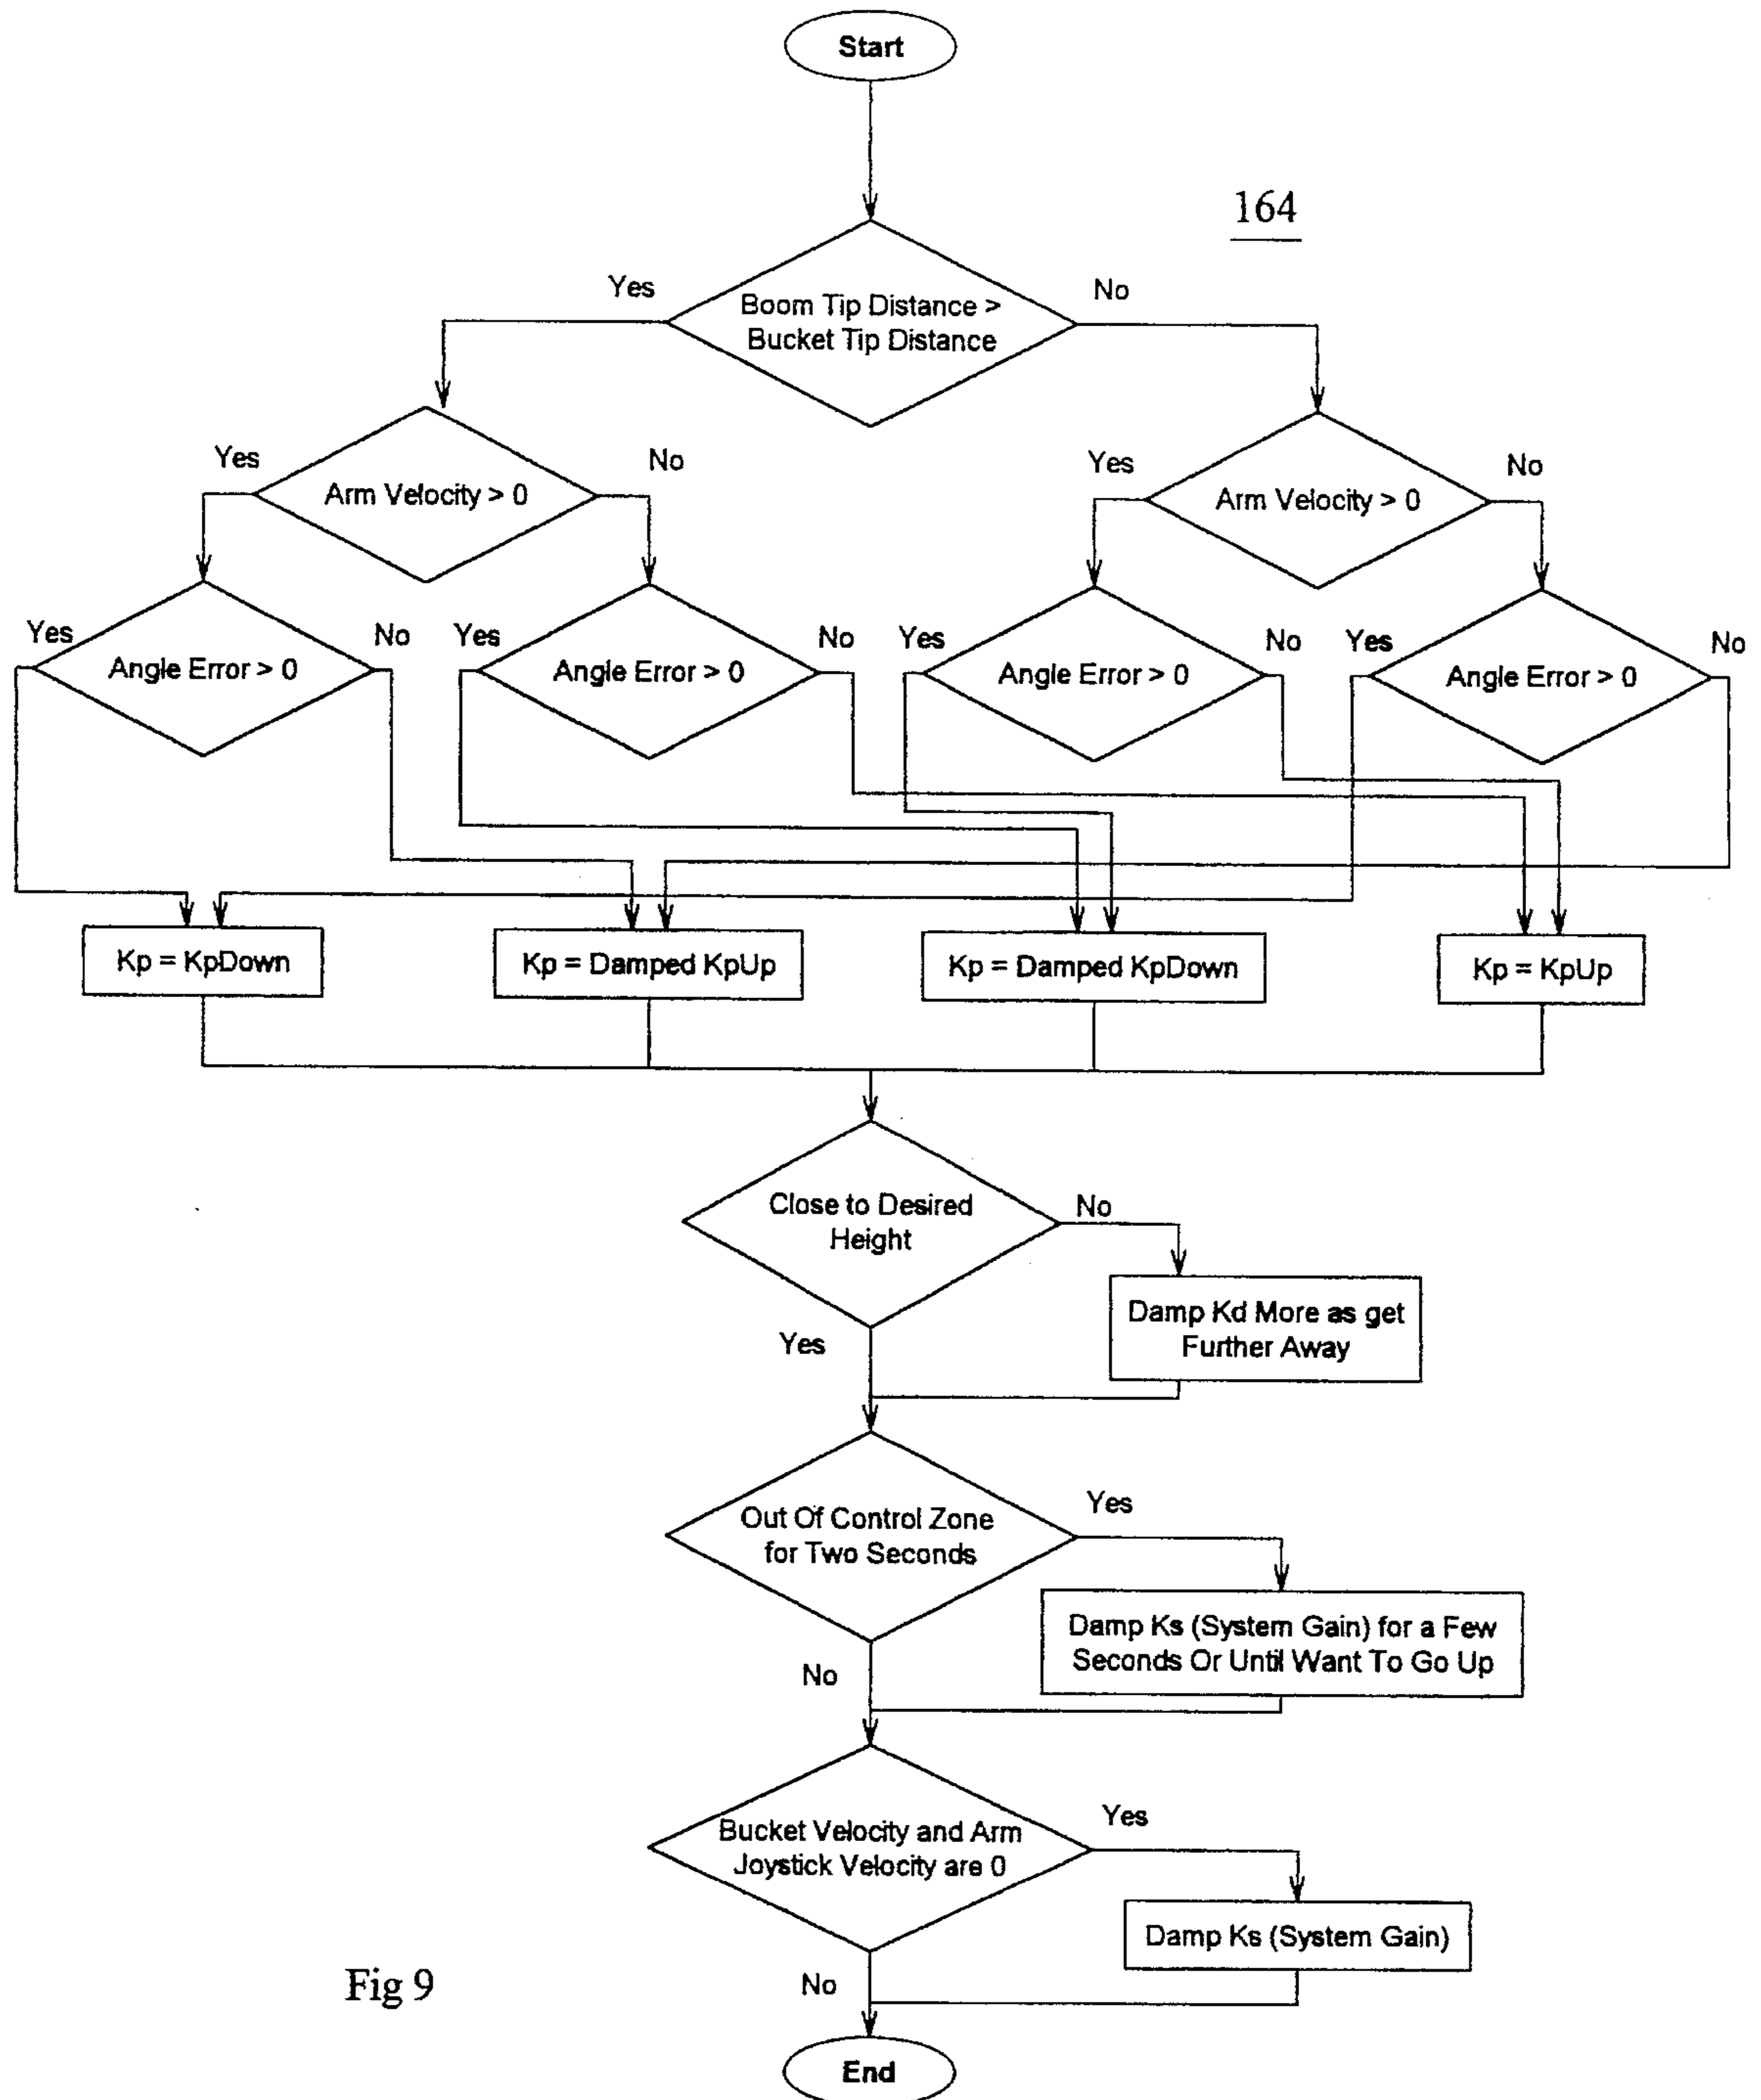 Start
164
Yes
No
Boom Tip Distance >
Bucket Tip Distance
Yes
No
Yes
No
Arm Velocity > 0
Arm Velocity > 0
Yes
No
Yes
No
Yes
No
Yes
No
Angle Error > 0
Angle Error > 0
Angle Error > 0
Angle Error > 0
Kp = KpDown
Kp = Damped KpUp
Kp = Damped KpDown
Kp = KpUp
Close to Desired
Height
No
Damp Kd More as get
Further Away
Yes
Out Of Control Zone
for Two Seconds
Yes
Damp Ks (System Gain) for a Few
Seconds Or Until Want To Go Up
No
Bucket Velocity and Arm
Joystick Velocity are 0
Yes
Damp Ks (System Gain)
No
Fig 9
End